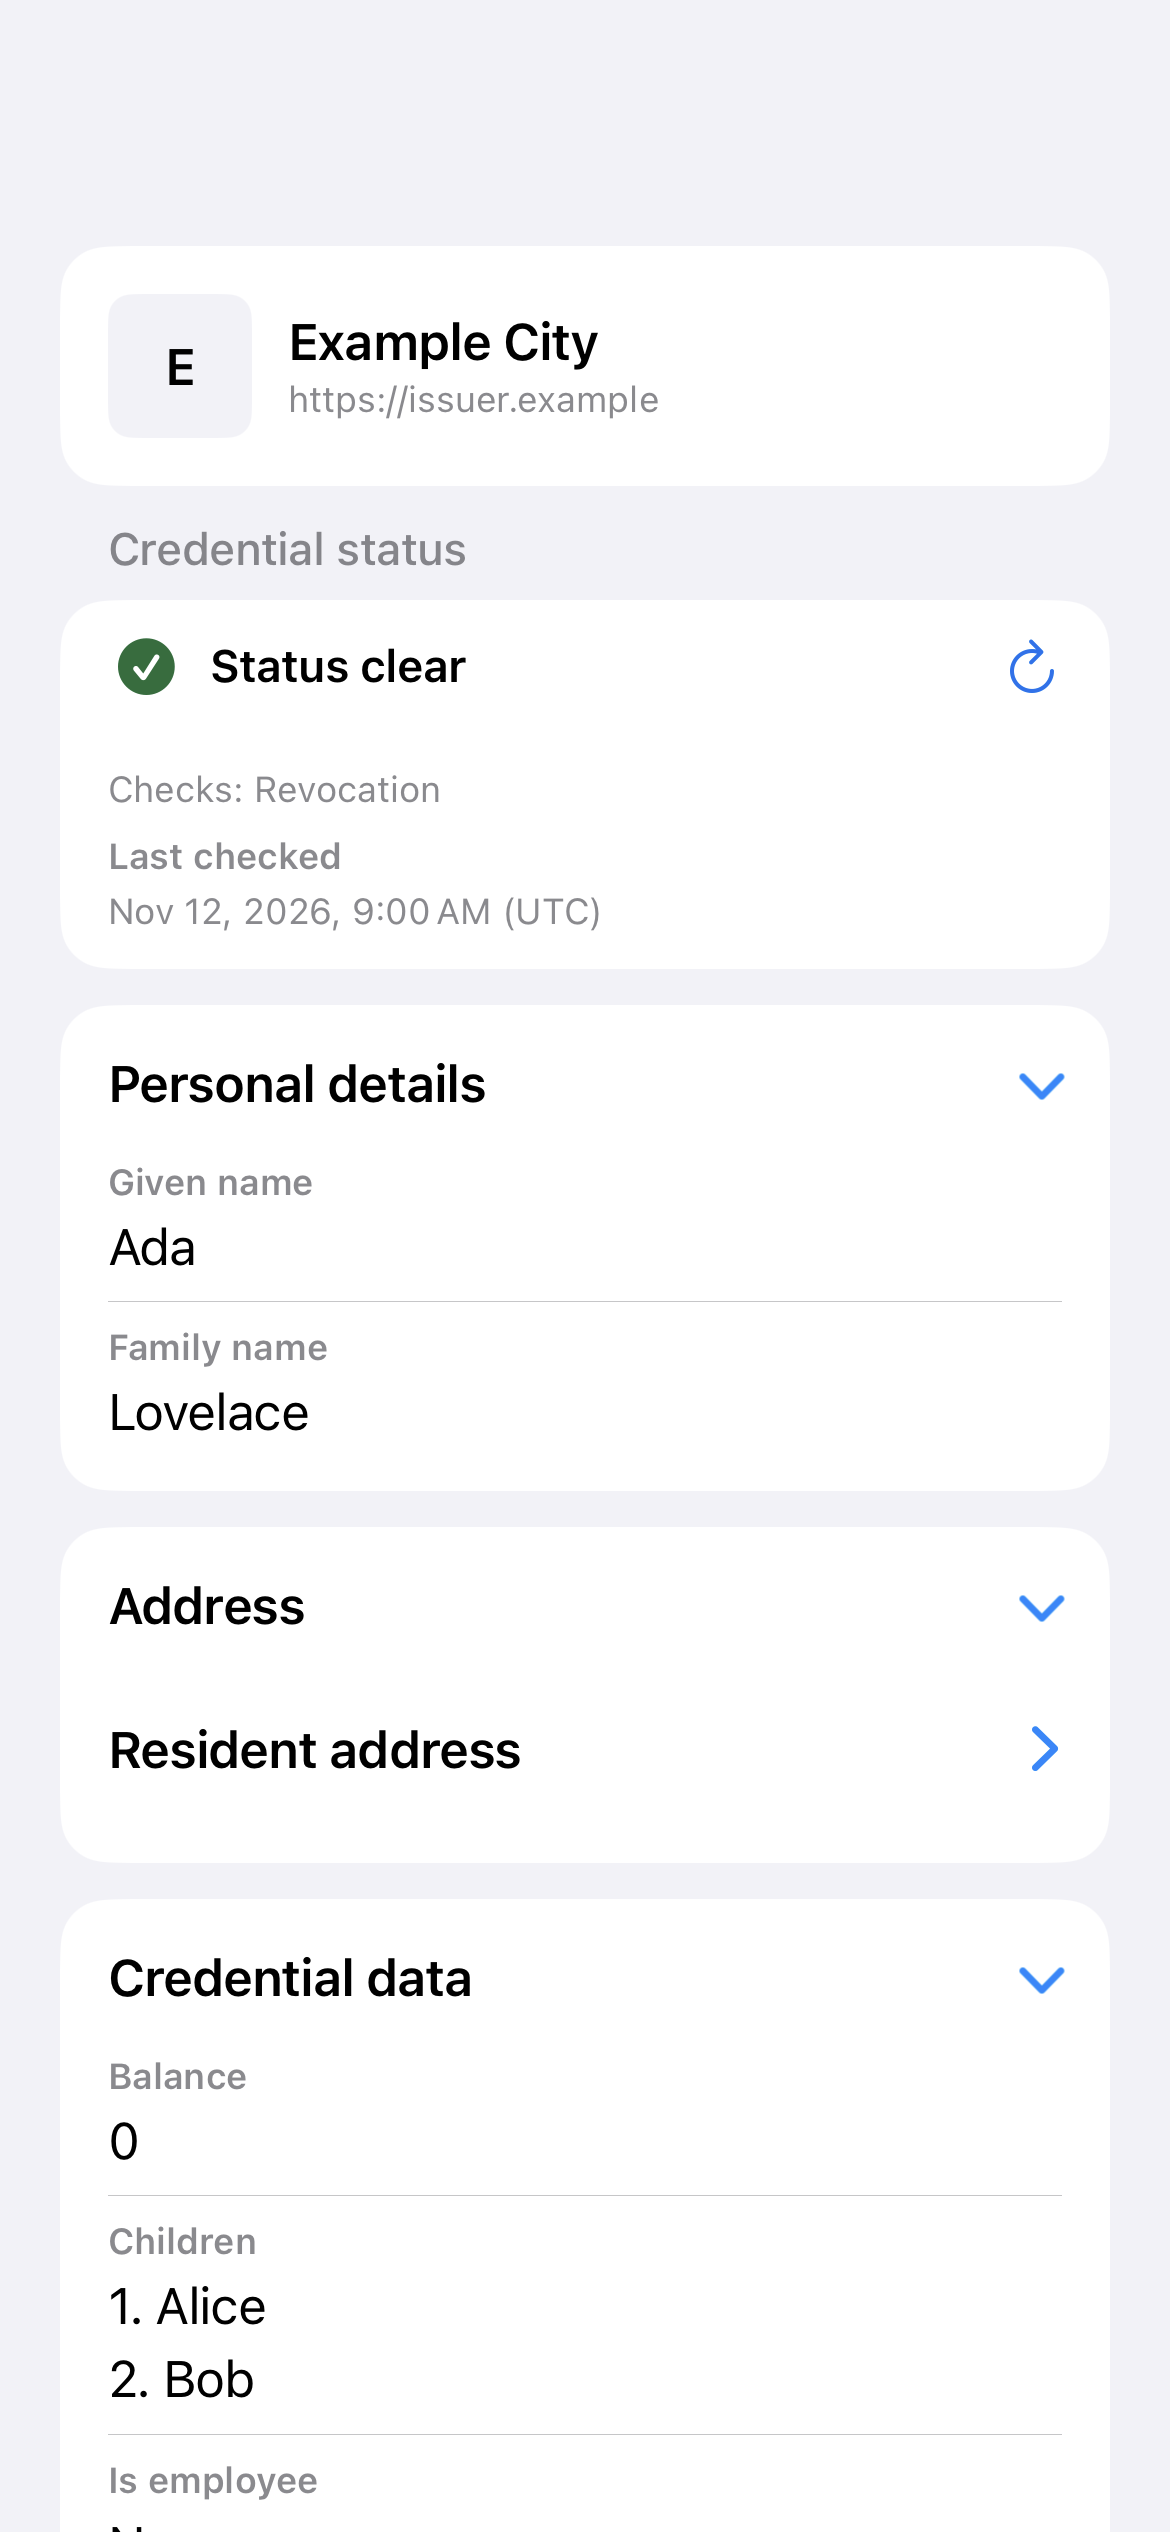 E
Example City
https://issuer.example
Credential status
Status clear
Checks: Revocation
Last checked
Nov 12, 2026, 9:00 AM (UTC)
Personal details
Given name
Ada
Family name
Lovelace
Address
Resident address
Credential data
Balance
0
Children
1. Alice
2. Bob
Is employee